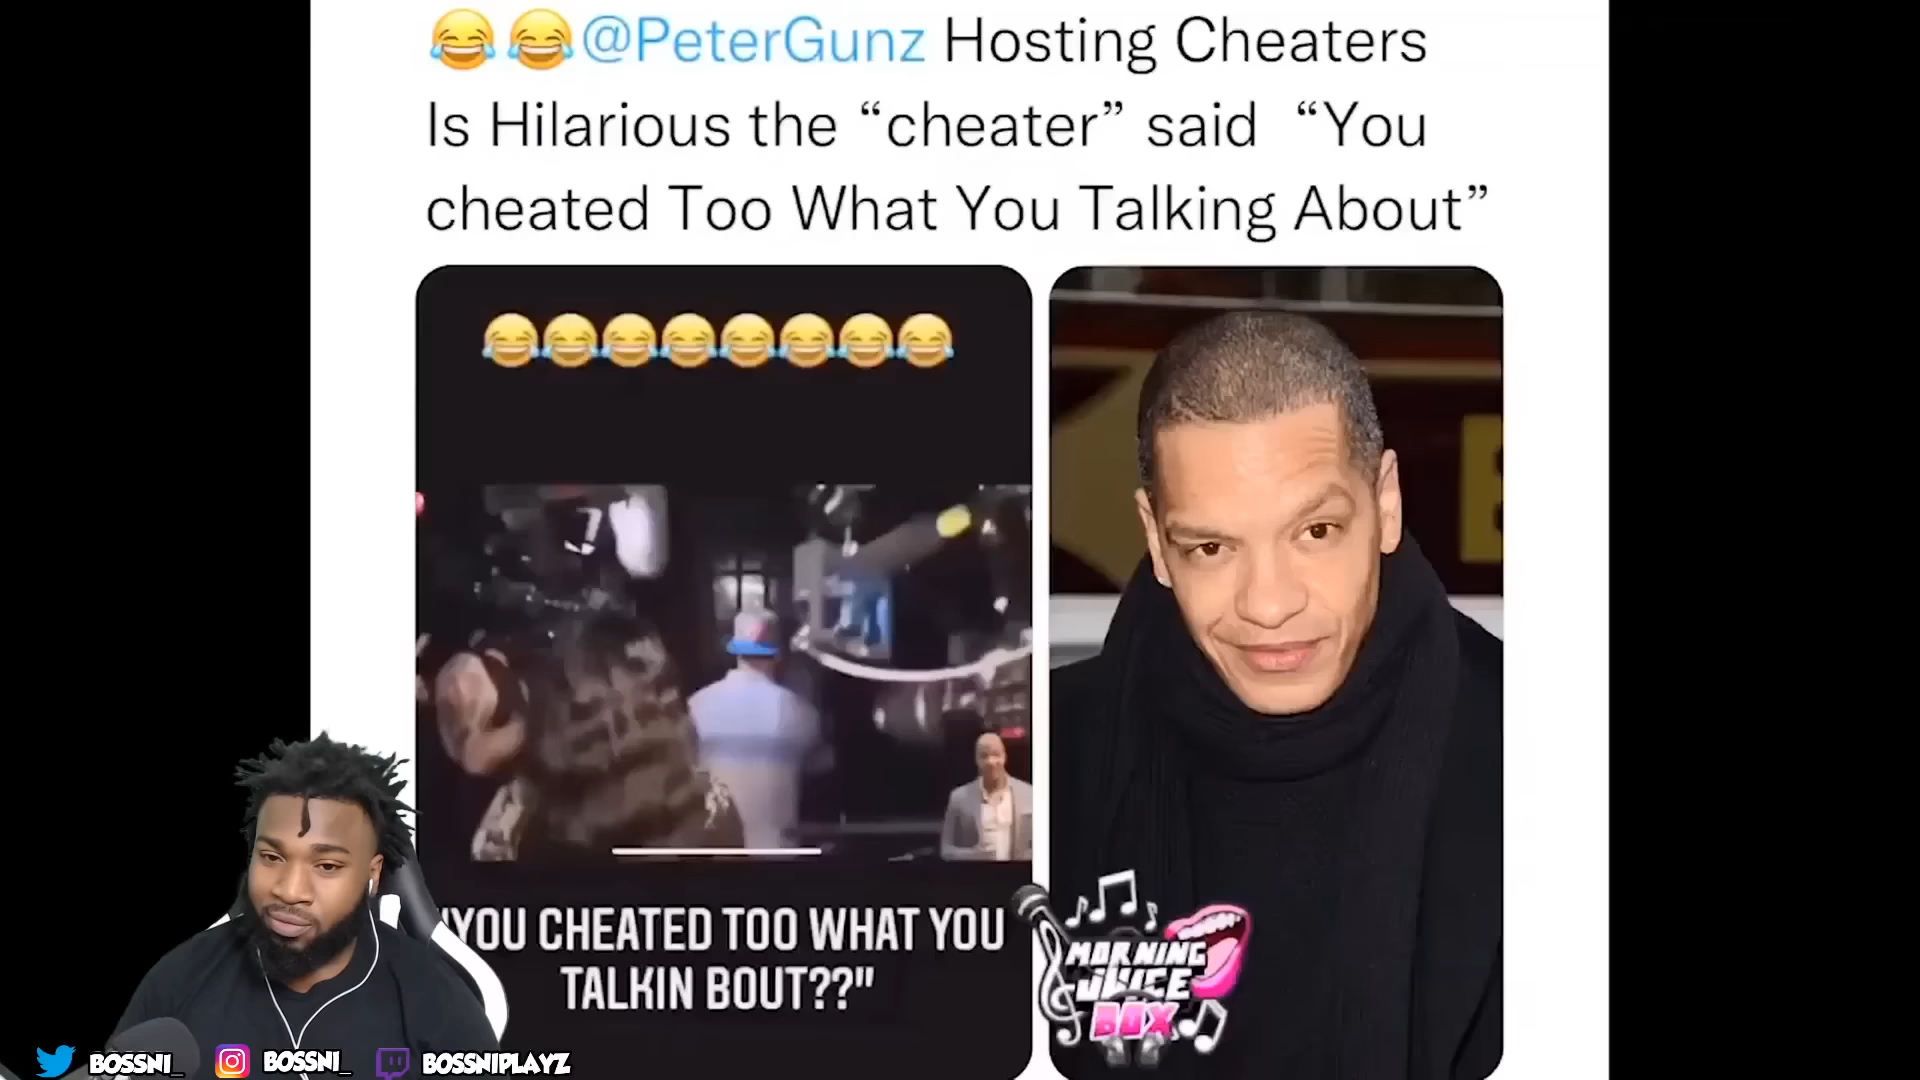 😂😂@PeterGunz Hosting Cheaters
Is Hilarious the “cheater” said “You
cheated Too What You Talking About”
😂😂😂😂😂😂😂😂
"YOU CHEATED TOO WHAT YOU
TALKIN BOUT??"
MORNING
JUICE
BOX
BOSSNI_
BOSSNI_
BOSSNIPLAYZ